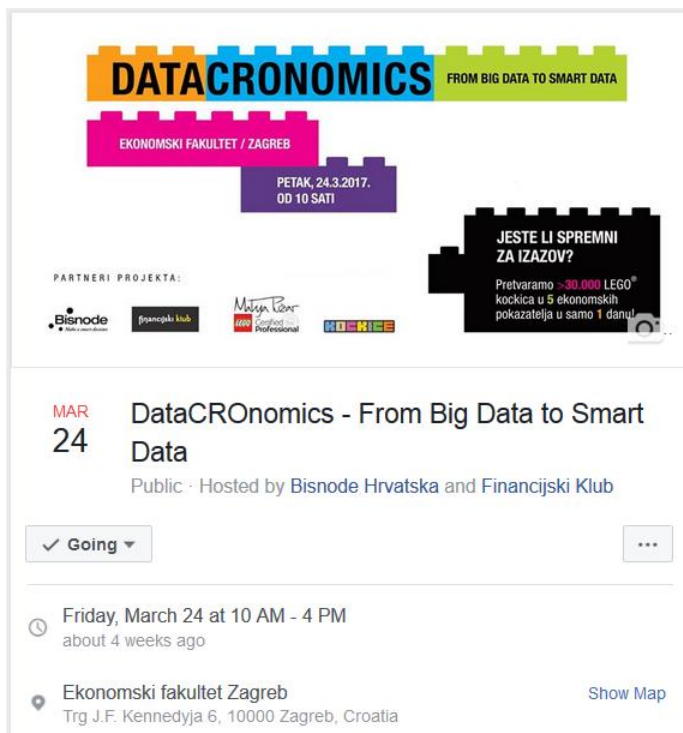 DATACRONOMICS FROM BIG DATA TO SMART DATA
EKONOMSKI FAKULTET / ZAGREB
PETAK, 24.3.2017.
OD 10 SATI
JESTE LI SPREMNI
ZA IZAZOV?
Pretvaramo >30.000 LEGO®
kockica u 5 ekonomskih
pokazatelja u samo 1 danu!
PARTNERI PROJEKTA:
Bisnode
financijski klub
LEGO Certified
Professional
KOCKICE
MAR
24
DataCROnomics - From Big Data to Smart
Data
Public · Hosted by Bisnode Hrvatska and Financijski Klub
Going
...
Friday, March 24 at 10 AM - 4 PM
about 4 weeks ago
Ekonomski fakultet Zagreb Show Map
Trg J.F. Kennedyja 6, 10000 Zagreb, Croatia